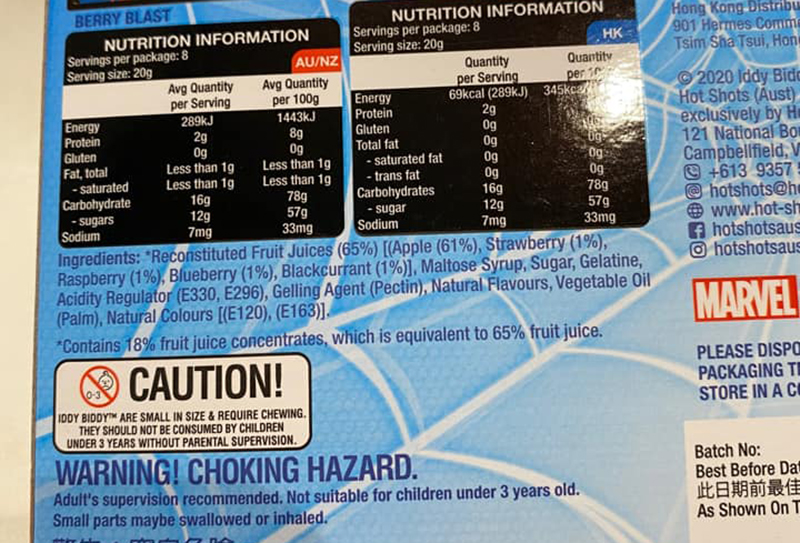 BERRY BLAST
NUTRITION INFORMATION
Servings per package: 8
Serving size: 20g
AU/NZ
Avg Quantity per Serving Avg Quantity per 100g
Energy 289kJ 1443kJ
Protein 2g 8g
Gluten 0g 0g
Fat, total Less than 1g Less than 1g
- saturated Less than 1g Less than 1g
Carbohydrate 16g 78g
- sugars 12g 57g
Sodium 7mg 33mg
NUTRITION INFORMATION
Servings per package: 8
Serving size: 20g
HK
Quantity per Serving Quantity per
Energy 69kcal (289kJ)
Protein 2g
Gluten 0g
Total fat 0g 0g
- saturated fat 0g 0g
- trans fat 0g 0g
Carbohydrates 16g 78g
- sugar 12g 57g
Sodium 7mg 33mg
Ingredients: *Reconstituted Fruit Juices (65%) [(Apple (61%), Strawberry (1%),
Raspberry (1%), Blueberry (1%), Blackcurrant (1%)], Maltose Syrup, Sugar, Gelatine,
Acidity Regulator (E330, E296), Gelling Agent (Pectin), Natural Flavours, Vegetable Oil
(Palm), Natural Colours [(E120), (E163)].
*Contains 18% fruit juice concentrates, which is equivalent to 65% fruit juice.
0-3
CAUTION!
IDDY BIDDY™ ARE SMALL IN SIZE & REQUIRE CHEWING.
THEY SHOULD NOT BE CONSUMED BY CHILDREN
UNDER 3 YEARS WITHOUT PARENTAL SUPERVISION.
WARNING! CHOKING HAZARD.
Adult's supervision recommended. Not suitable for children under 3 years old.
Small parts maybe swallowed or inhaled.
Hong Kong Distribu
901 Hermes Comm
Tsim Sha Tsui, Hon
© 2020 Iddy Bidd
Hot Shots (Aust)
exclusively by H
121 National Bo
Campbellfield, V
+613 9357
hotshots@h
www.hot-sh
hotshotsaus
hotshotsaus
MARVEL
PLEASE DISPO
PACKAGING T
STORE IN A C
Batch No:
Best Before Dat
此日期前最佳
As Shown On T